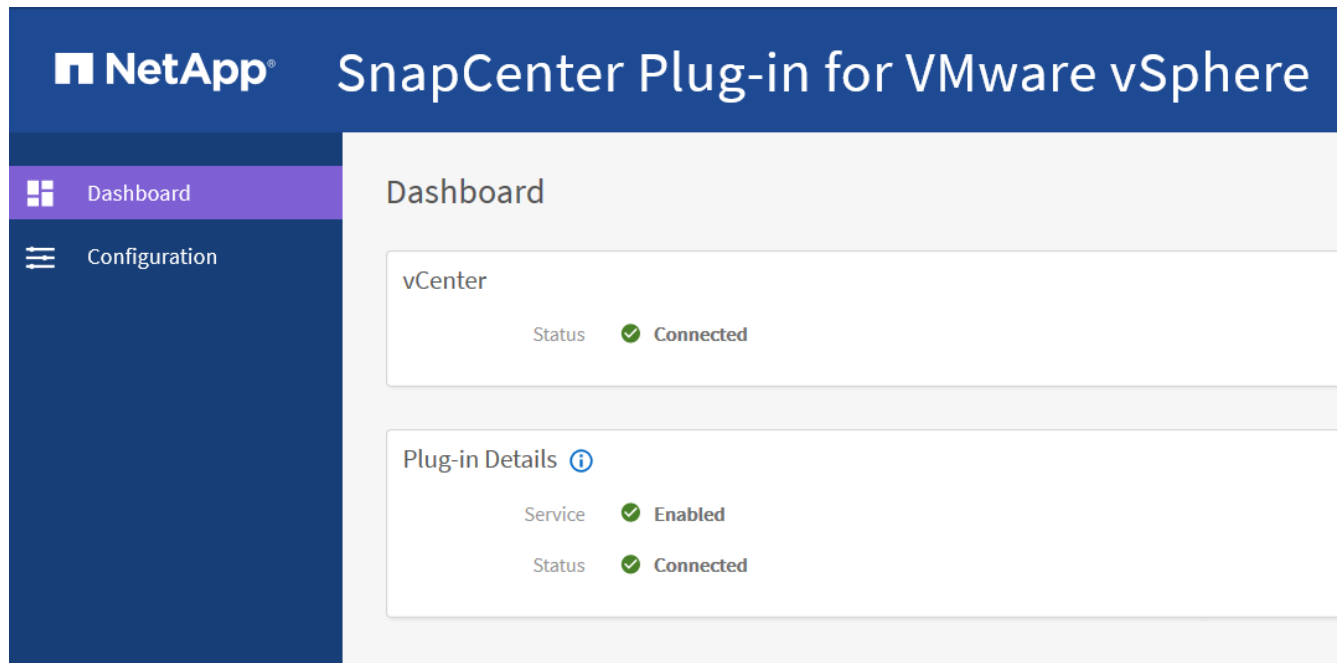 NetApp® SnapCenter Plug-in for VMware vSphere
Dashboard
Configuration
Dashboard
vCenter
Status Connected
Plug-in Details
Service Enabled
Status Connected